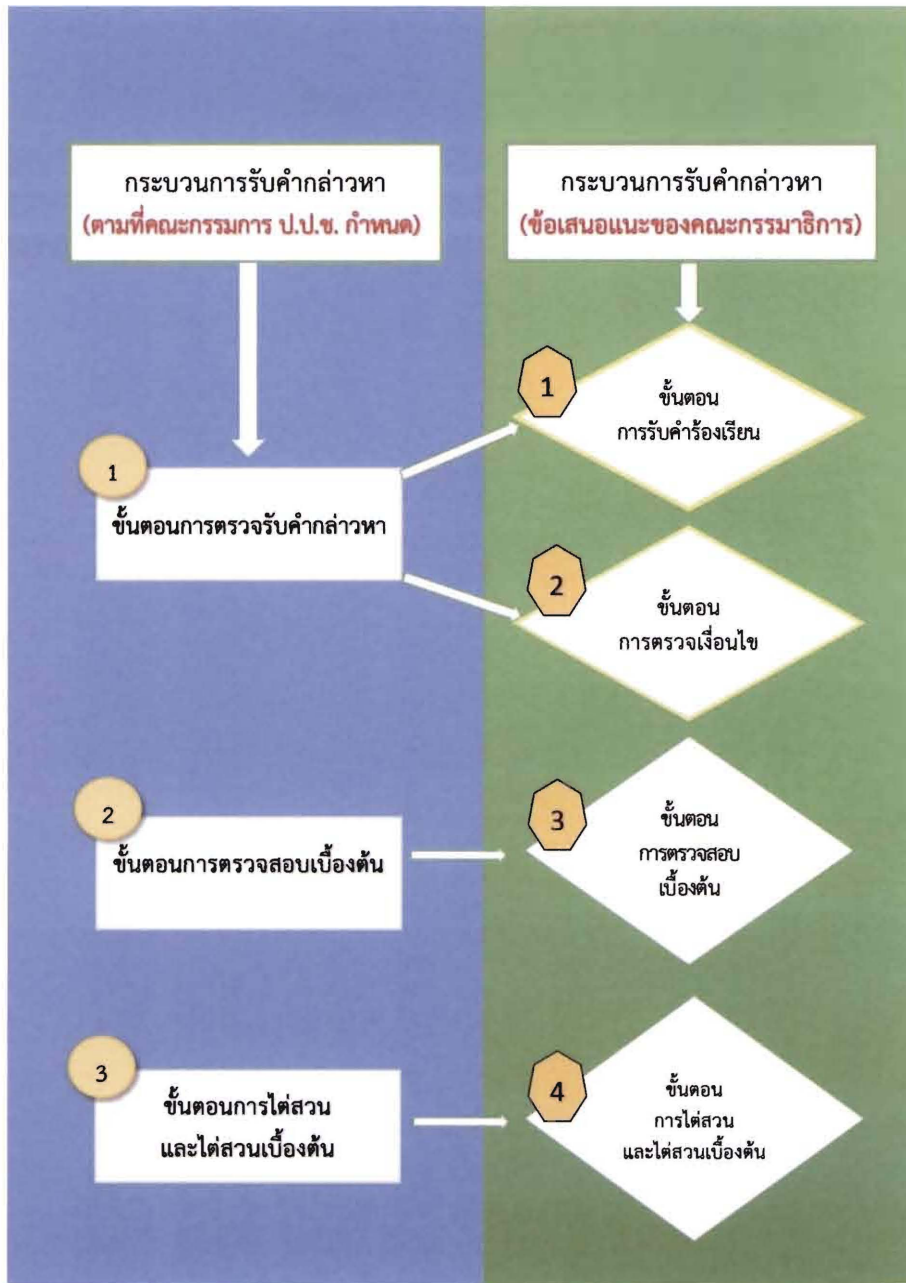 กระบวนการรับคำกล่าวหา
(ตามที่คณะกรรมการ ป.ป.ช. กำหนด)
1
ขั้นตอนการตรวจรับคำกล่าวหา
2
ขั้นตอนการตรวจสอบเบื้องต้น
3
ขั้นตอนการไต่สวน
และไต่สวนเบื้องต้น
กระบวนการรับคำกล่าวหา
(ข้อเสนอแนะของคณะกรรมาธิการ)
1
ขั้นตอน
การรับคำร้องเรียน
2
ขั้นตอน
การตรวจเงื่อนไข
3
ขั้นตอน
การตรวจสอบ
เบื้องต้น
4
ขั้นตอน
การไต่สวน
และไต่สวนเบื้องต้น